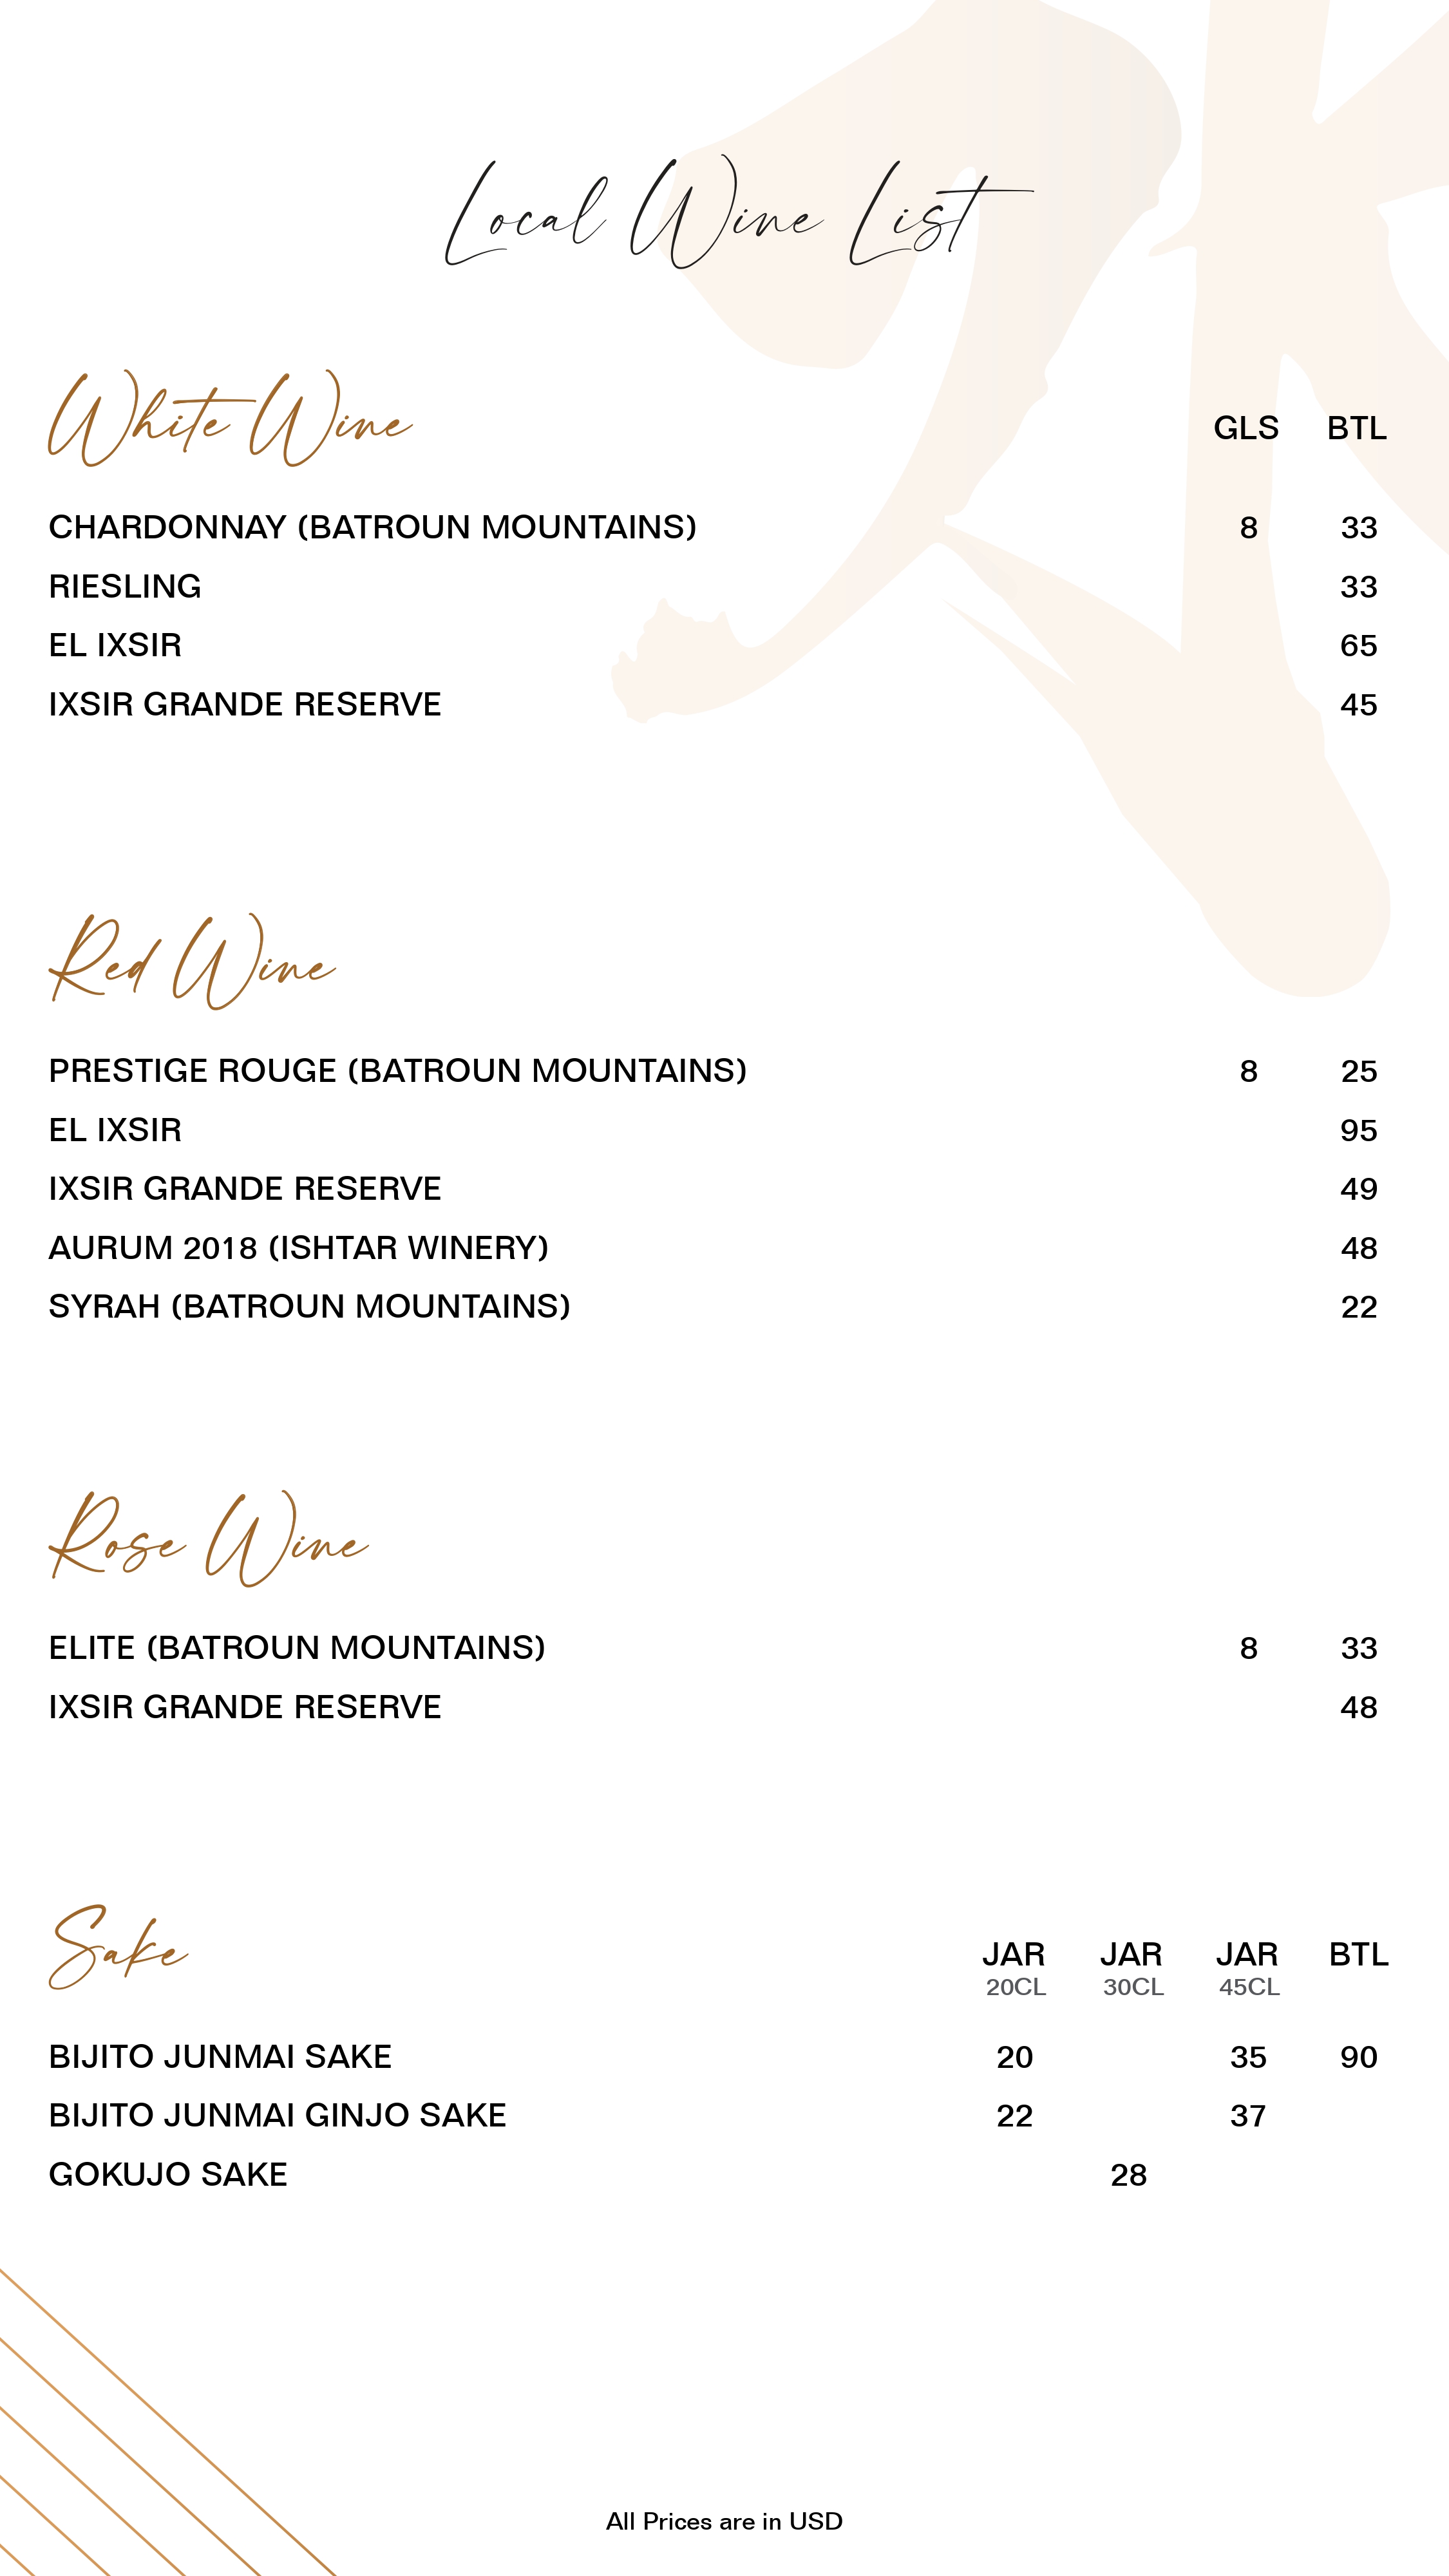 Local Wine List
White Wine GLS BTL
CHARDONNAY (BATROUN MOUNTAINS) 8 33
RIESLING 33
EL IXSIR 65
IXSIR GRANDE RESERVE 45
Red Wine
PRESTIGE ROUGE (BATROUN MOUNTAINS) 8 25
EL IXSIR 95
IXSIR GRANDE RESERVE 49
AURUM 2018 (ISHTAR WINERY) 48
SYRAH (BATROUN MOUNTAINS) 22
Rose Wine
ELITE (BATROUN MOUNTAINS) 8 33
IXSIR GRANDE RESERVE 48
Sake JAR JAR JAR BTL
20CL 30CL 45CL
BIJITO JUNMAI SAKE 20 35 90
BIJITO JUNMAI GINJO SAKE 22 37
GOKUJO SAKE 28
All Prices are in USD